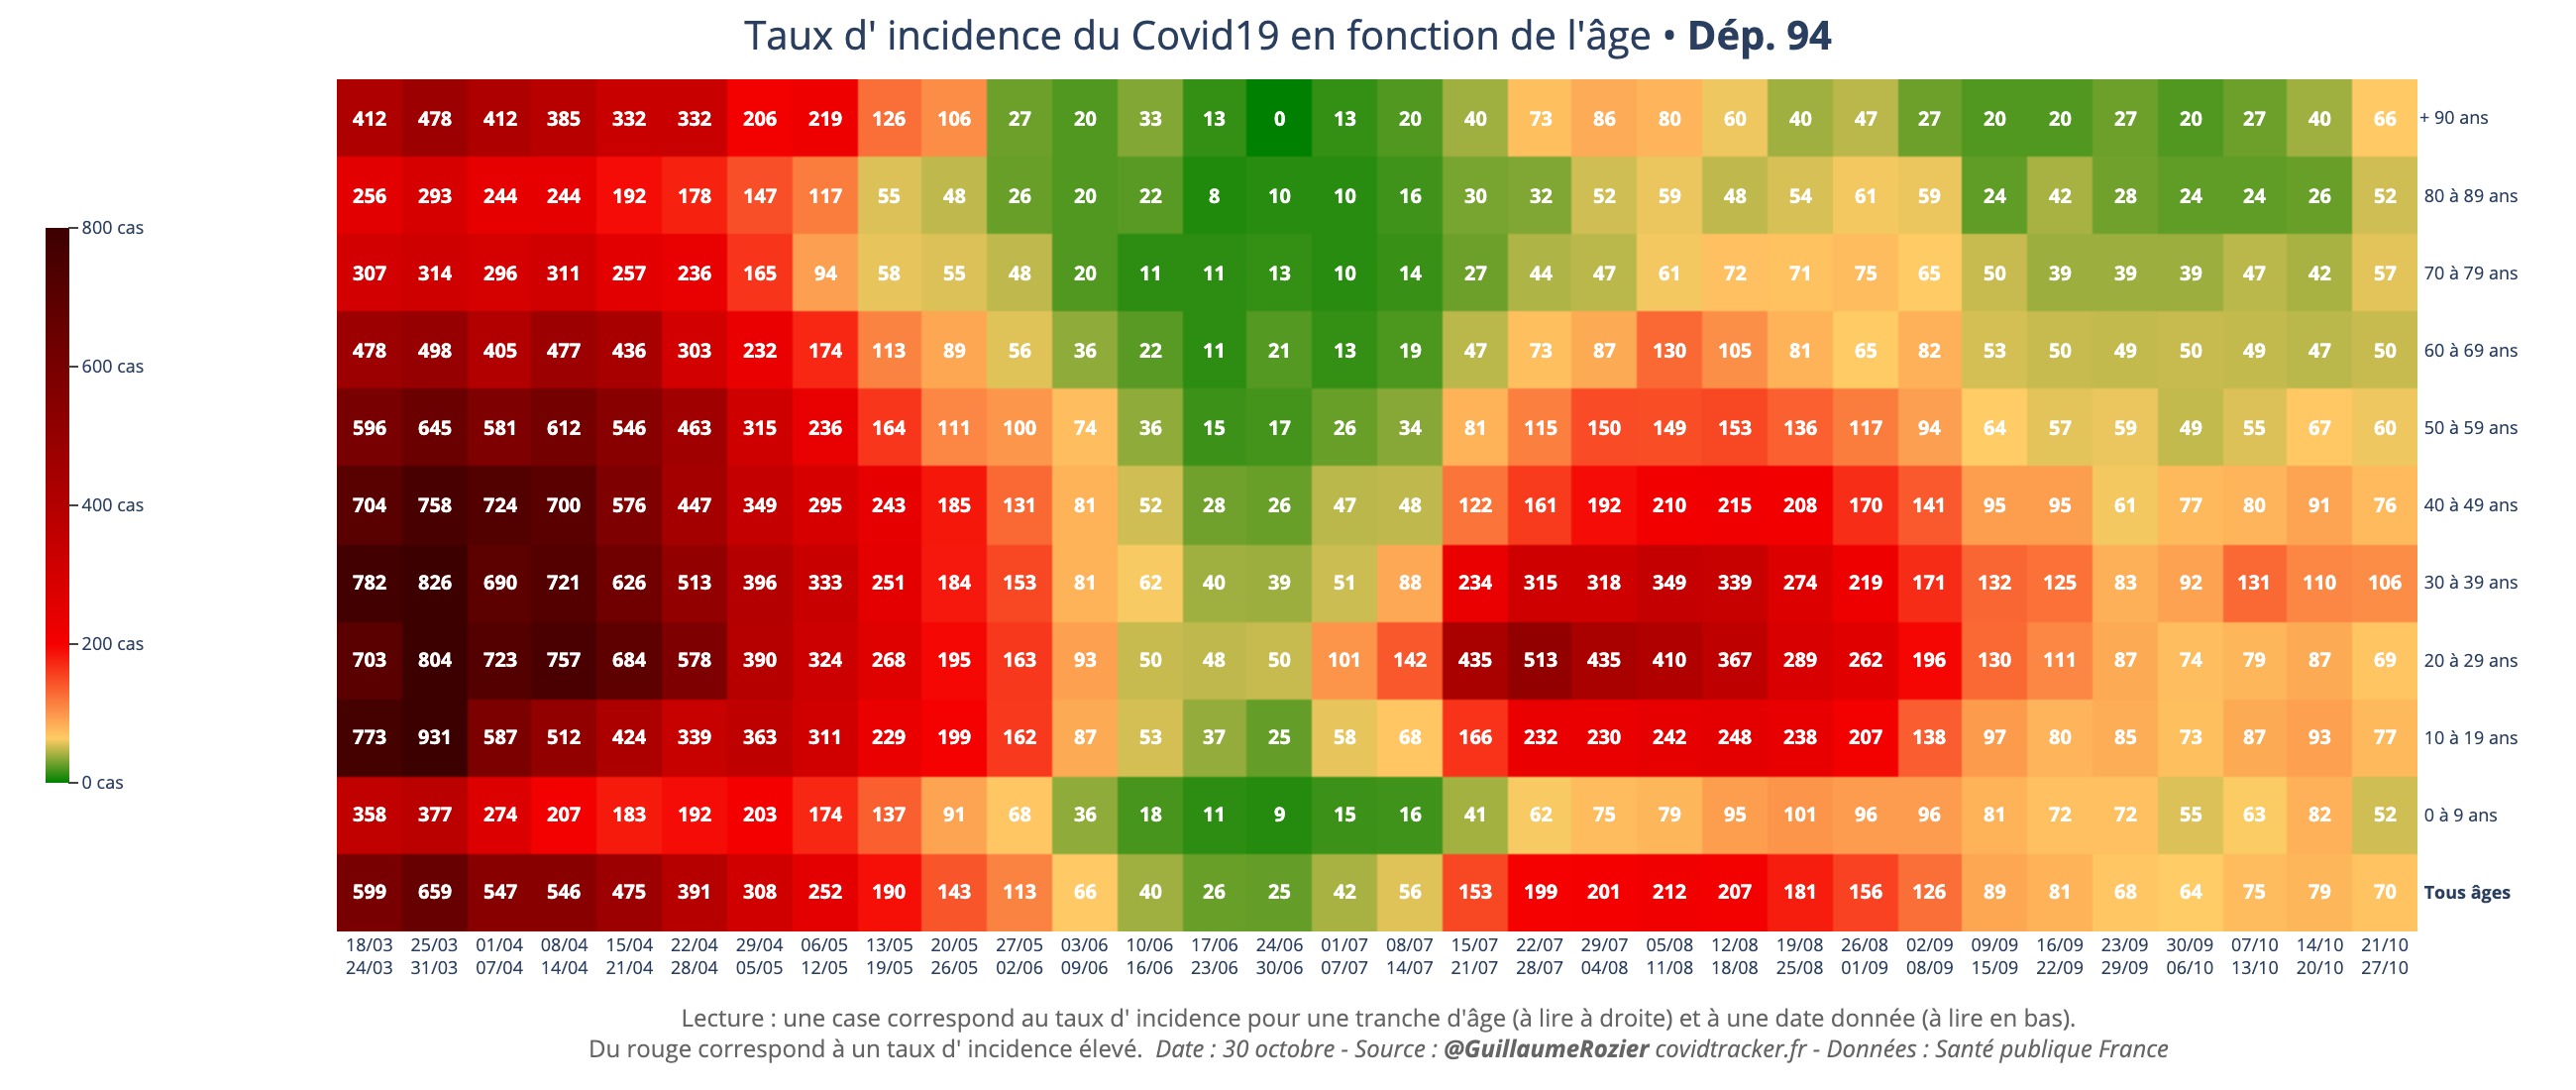 Taux d' incidence du Covid19 en fonction de l'âge • Dép. 94
412 478 412 385 332 332 206 219 126 106 27 20 33 13 0 13 20 40 73 86 80 60 40 47 27 20 20 27 20 27 40 66 + 90 ans
256 293 244 244 192 178 147 117 55 48 26 20 22 8 10 10 16 30 32 52 59 48 54 61 59 24 42 28 24 24 26 52 80 à 89 ans
800 cas
307 314 296 311 257 236 165 94 58 55 48 20 11 11 13 10 14 27 44 47 61 72 71 75 65 50 39 39 39 47 42 57 70 à 79 ans
478 498 405 477 436 303 232 174 113 89 56 36 22 11 21 13 19 47 73 87 130 105 81 65 82 53 50 49 50 49 47 50 60 à 69 ans
600 cas
596 645 581 612 546 463 315 236 164 111 100 74 36 15 17 26 34 81 115 150 149 153 136 117 94 64 57 59 49 55 67 60 50 à 59 ans
400 cas
704 758 724 700 576 447 349 295 243 185 131 81 52 28 26 47 48 122 161 192 210 215 208 170 141 95 95 61 77 80 91 76 40 à 49 ans
782 826 690 721 626 513 396 333 251 184 153 81 62 40 39 51 88 234 315 318 349 339 274 219 171 132 125 83 92 131 110 106 30 à 39 ans
200 cas
703 804 723 757 684 578 390 324 268 195 163 93 50 48 50 101 142 435 513 435 410 367 289 262 196 130 111 87 74 79 87 69 20 à 29 ans
773 931 587 512 424 339 363 311 229 199 162 87 53 37 25 58 68 166 232 230 242 248 238 207 138 97 80 85 73 87 93 77 10 à 19 ans
0 cas
358 377 274 207 183 192 203 174 137 91 68 36 18 11 9 15 16 41 62 75 79 95 101 96 96 81 72 72 55 63 82 52 0 à 9 ans
599 659 547 546 475 391 308 252 190 143 113 66 40 26 25 42 56 153 199 201 212 207 181 156 126 89 81 68 64 75 79 70 Tous âges
18/03 25/03 01/04 08/04 15/04 22/04 29/04 06/05 13/05 20/05 27/05 03/06 10/06 17/06 24/06 01/07 08/07 15/07 22/07 29/07 05/08 12/08 19/08 26/08 02/09 09/09 16/09 23/09 30/09 07/10 14/10 21/10
24/03 31/03 07/04 14/04 21/04 28/04 05/05 12/05 19/05 26/05 02/06 09/06 16/06 23/06 30/06 07/07 14/07 21/07 28/07 04/08 11/08 18/08 25/08 01/09 08/09 15/09 22/09 29/09 06/10 13/10 20/10 27/10
Lecture : une case correspond au taux d' incidence pour une tranche d'âge (à lire à droite) et à une date donnée (à lire en bas).
Du rouge correspond à un taux d' incidence élevé. Date : 30 octobre - Source : @GuillaumeRozier covidtracker.fr - Données : Santé publique France